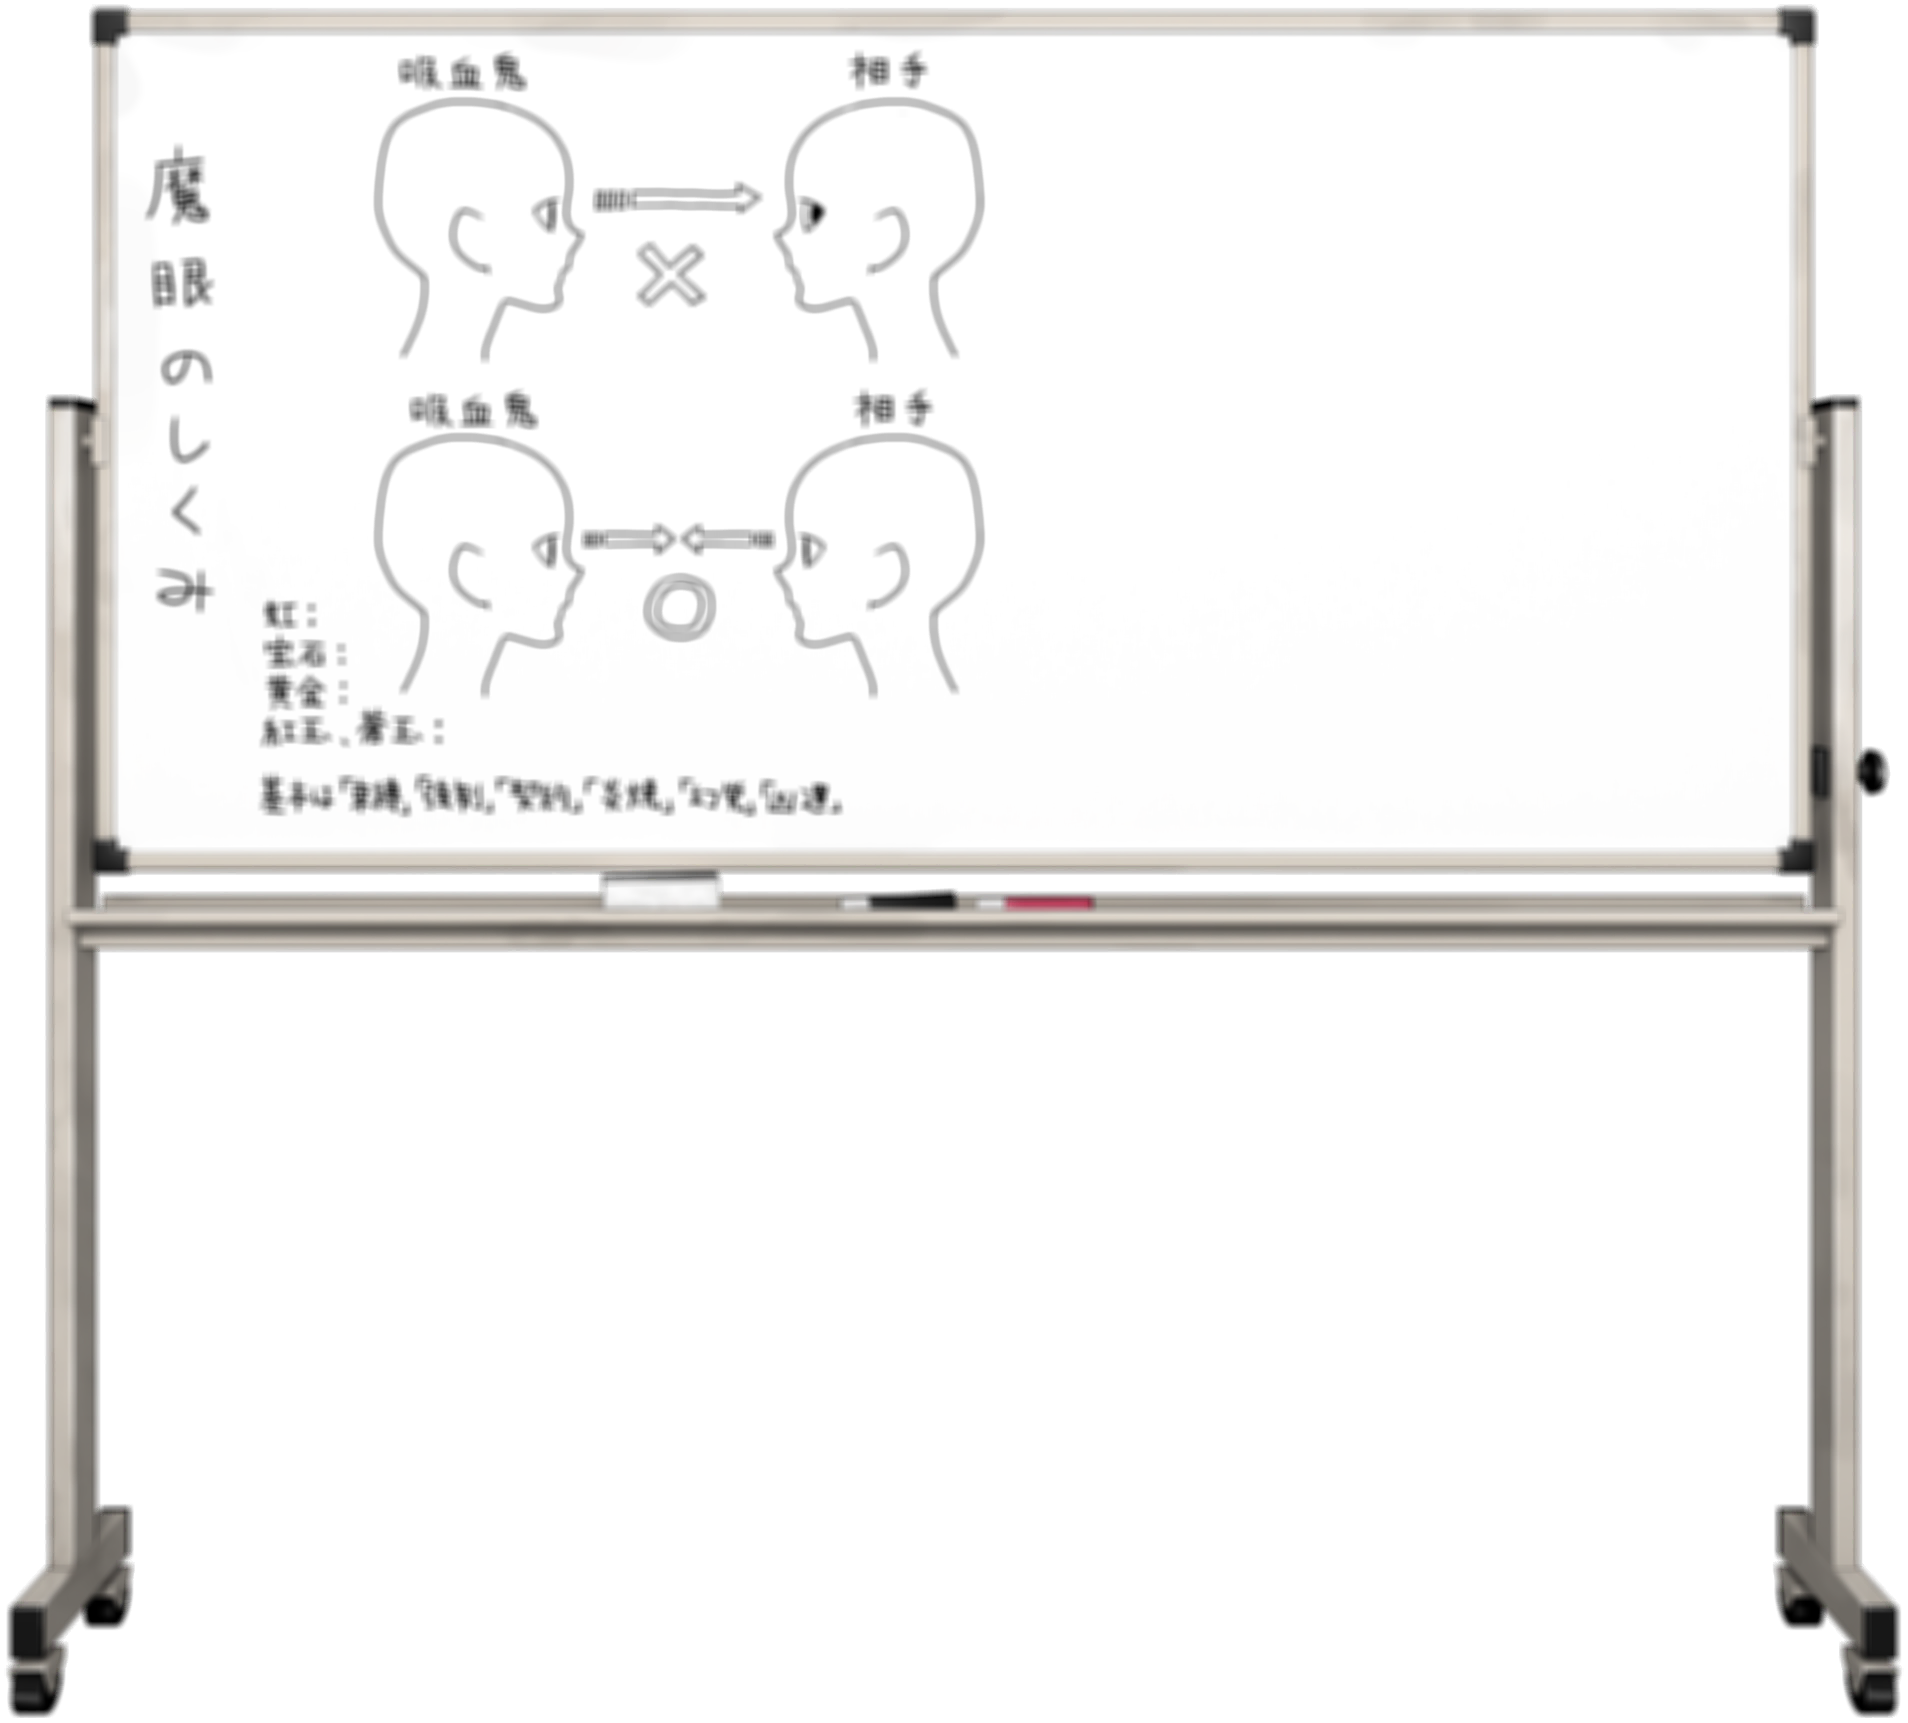 魔眼のしくみ
吸血鬼 相手
吸血鬼 相手
虹:
宝石:
黄金:
紅玉、蒼玉:
基本は「束縛」「強制」「契約」「炎焼」「幻覚」